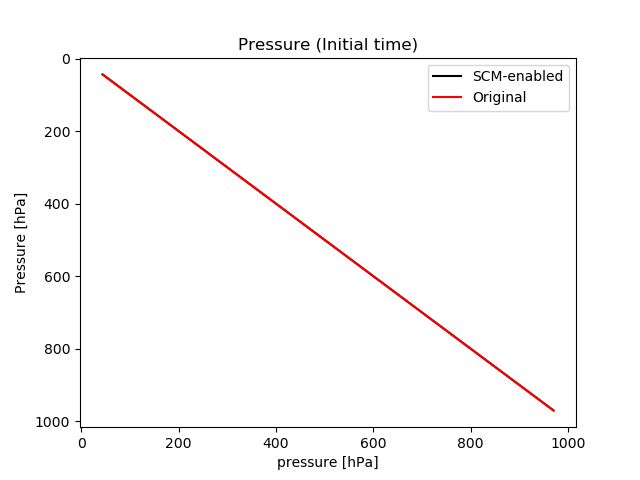 Pressure (Initial time)
SCM-enabled
Original
Pressure [hPa]
0
200
400
600
800
1000
0 200 400 600 800 1000
pressure [hPa]